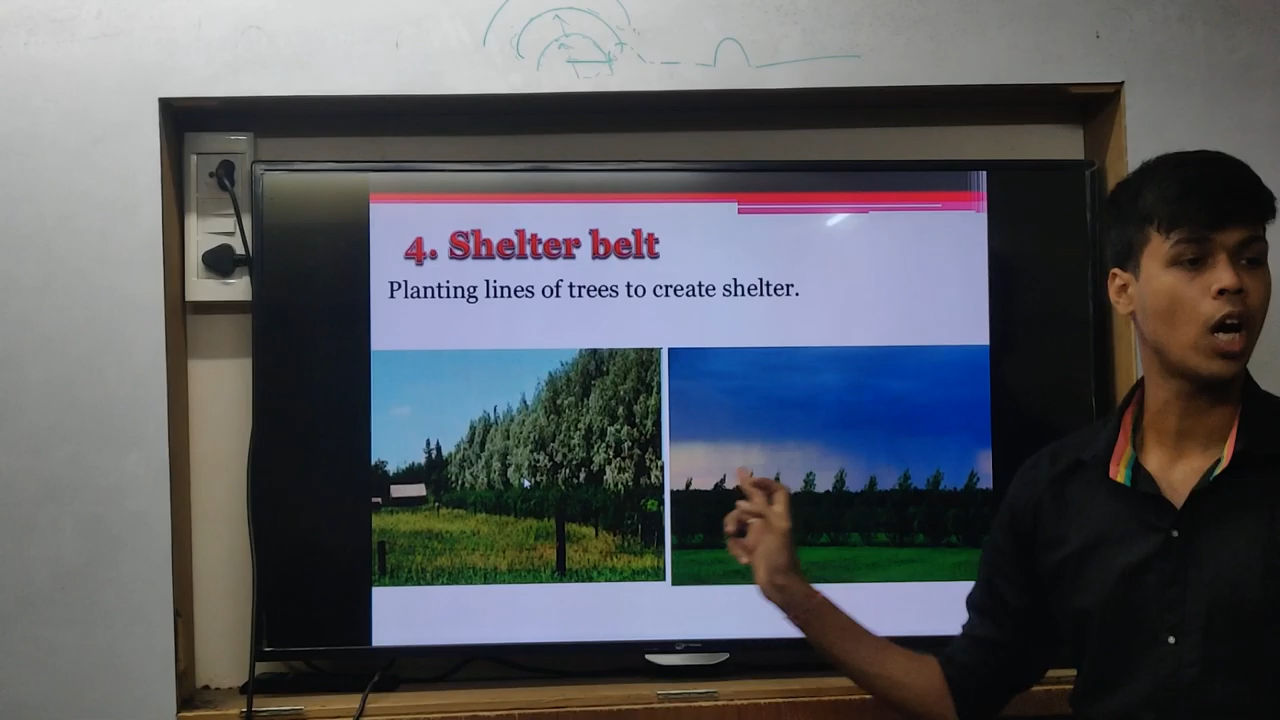 4. Shelter belt
Planting lines of trees to create shelter.